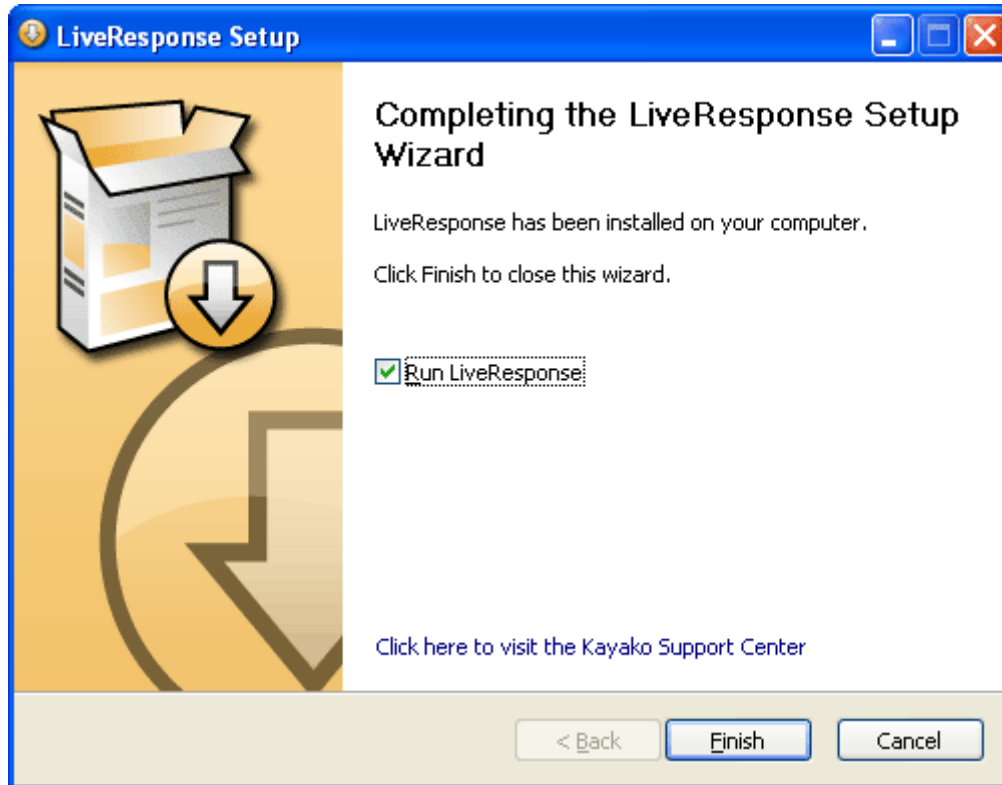 LiveResponse Setup
Completing the LiveResponse Setup
Wizard
LiveResponse has been installed on your computer.
Click Finish to close this wizard.
Run LiveResponse
Click here to visit the Kayako Support Center
< Back Finish Cancel